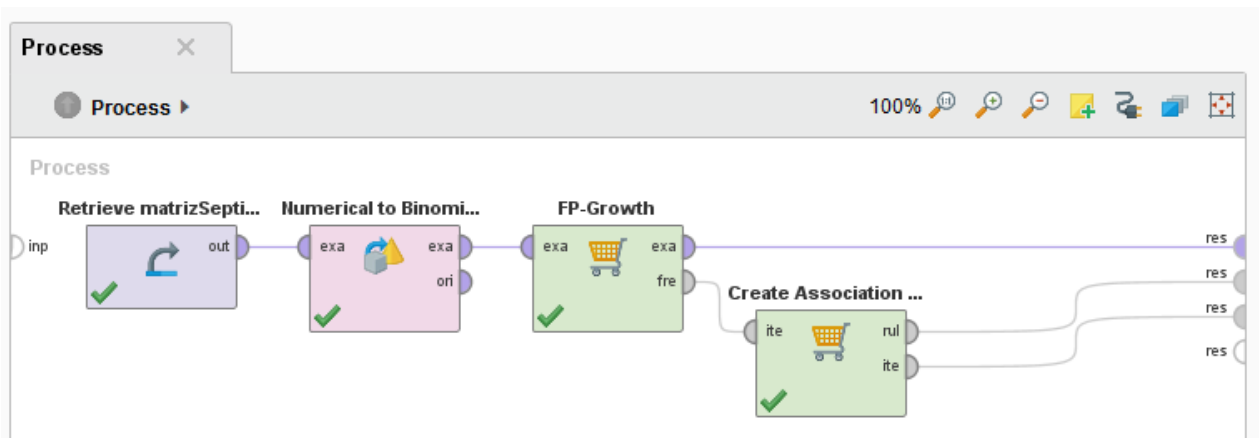 Process
Process
100%
Process
Retrieve matrizSepti...
Numerical to Binomi...
FP-Growth
inp
out
exa
exa
ori
exa
exa
fre
res
res
res
res
Create Association ...
ite
rul
ite